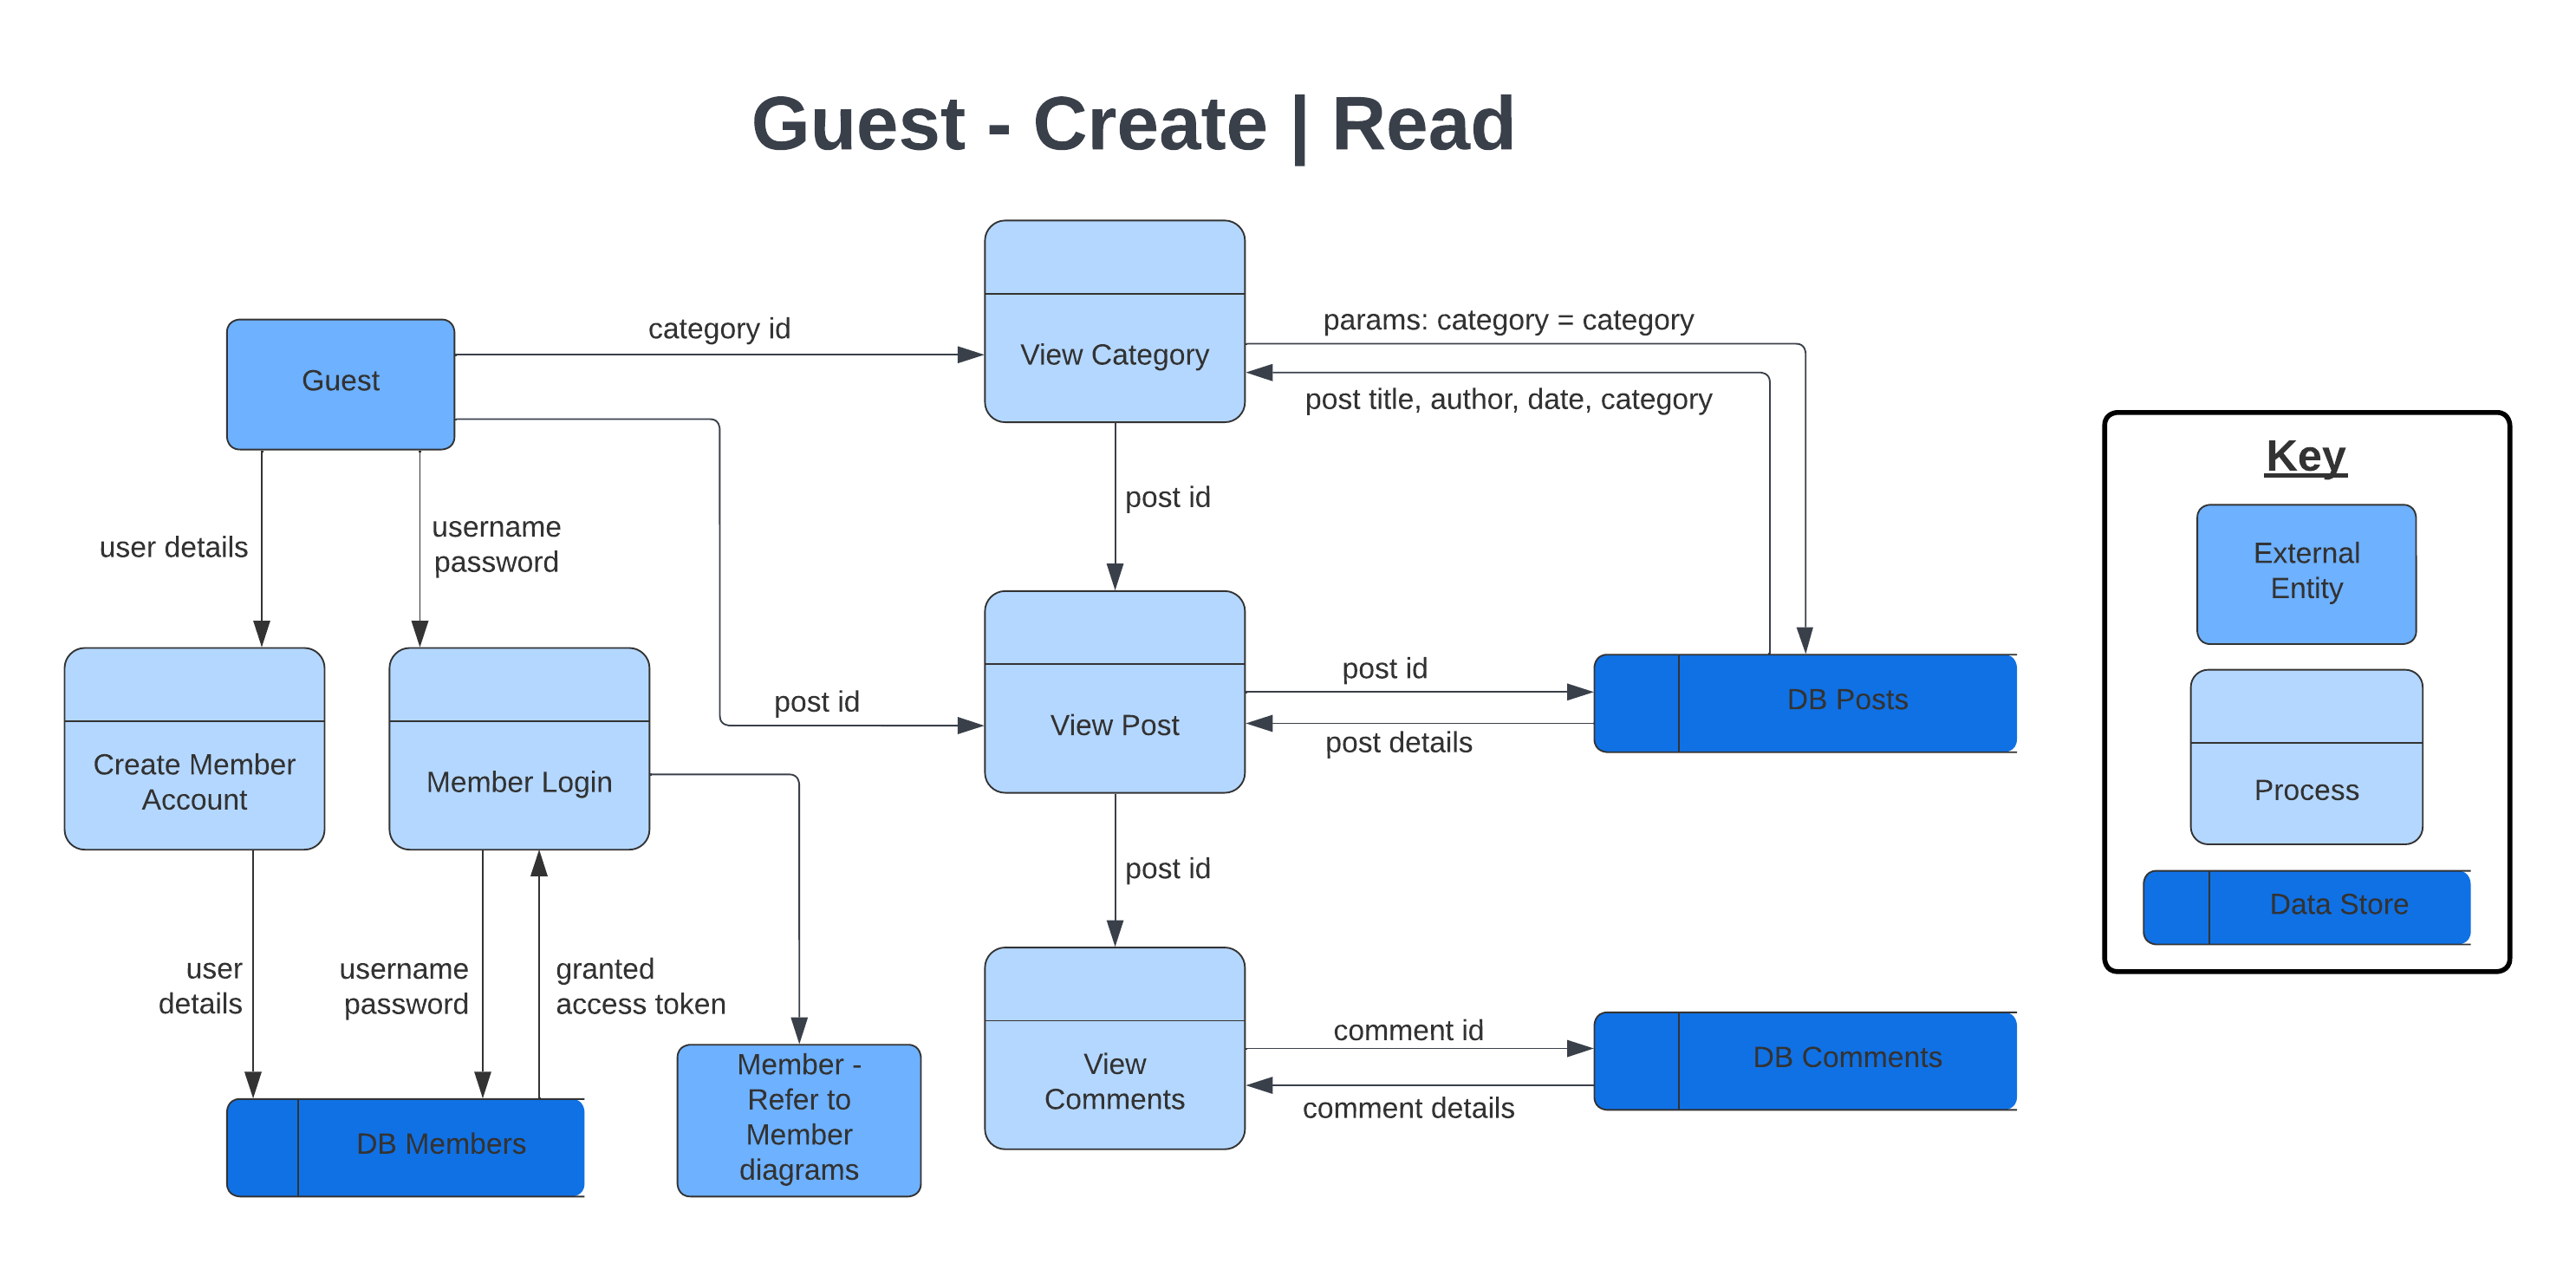 Guest - Create | Read
category id
View Category
params: category = category
post title, author, date, category
Guest
user details
username
password
post id
post id
Create Member
Account
Member Login
View Post
post id
post details
DB Posts
user
details
username
password
granted
access token
post id
DB Members
Member -
Refer to
Member
diagrams
View
Comments
comment id
comment details
DB Comments
Key
External
Entity
Process
Data Store